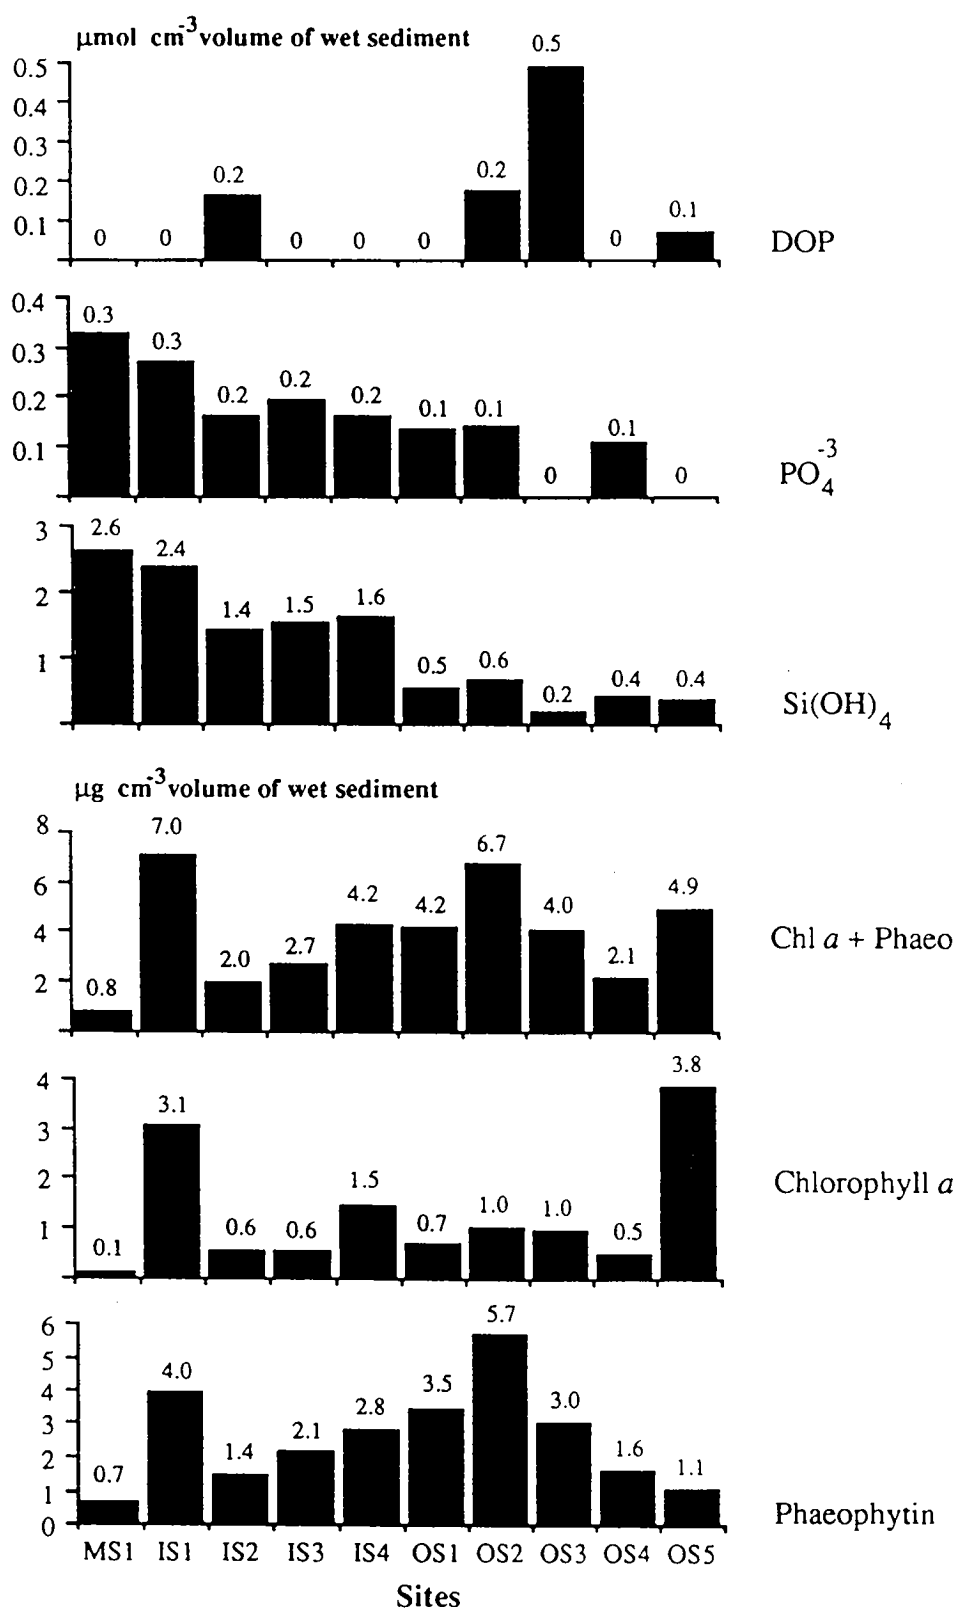 µmol cm-3 volume of wet sediment
0.5
0.4
0.3
0.2
0.1
0 0 0.2 0 0 0 0.2 0.5 0 0.1
DOP
0.4
0.3
0.2
0.1
0.3 0.3 0.2 0.2 0.2 0.1 0.1 0 0.1 0
PO4-3
3
2
1
2.6 2.4 1.4 1.5 1.6 0.5 0.6 0.2 0.4 0.4
Si(OH)4
µg cm-3 volume of wet sediment
8
6
4
2
0.8 7.0 2.0 2.7 4.2 4.2 6.7 4.0 2.1 4.9
Chl a + Phaeo
4
3
2
1
0.1 3.1 0.6 0.6 1.5 0.7 1.0 1.0 0.5 3.8
Chlorophyll a
6
5
4
3
2
1
0
0.7 4.0 1.4 2.1 2.8 3.5 5.7 3.0 1.6 1.1
Phaeophytin
MS1 IS1 IS2 IS3 IS4 OS1 OS2 OS3 OS4 OS5
Sites